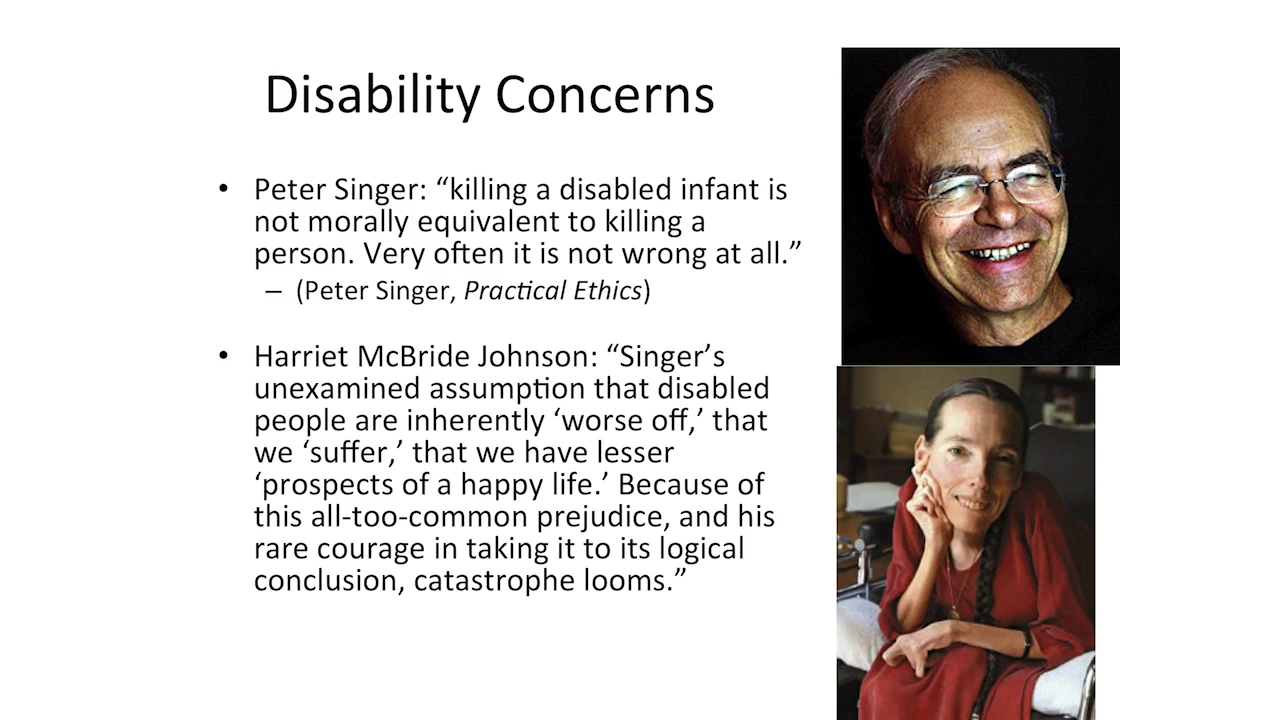 Disability Concerns
• Peter Singer: “killing a disabled infant is
not morally equivalent to killing a
person. Very often it is not wrong at all.”
– (Peter Singer, Practical Ethics)
• Harriet McBride Johnson: “Singer’s
unexamined assumption that disabled
people are inherently ‘worse off,’ that
we ‘suffer,’ that we have lesser
‘prospects of a happy life.’ Because of
this all-too-common prejudice, and his
rare courage in taking it to its logical
conclusion, catastrophe looms.”